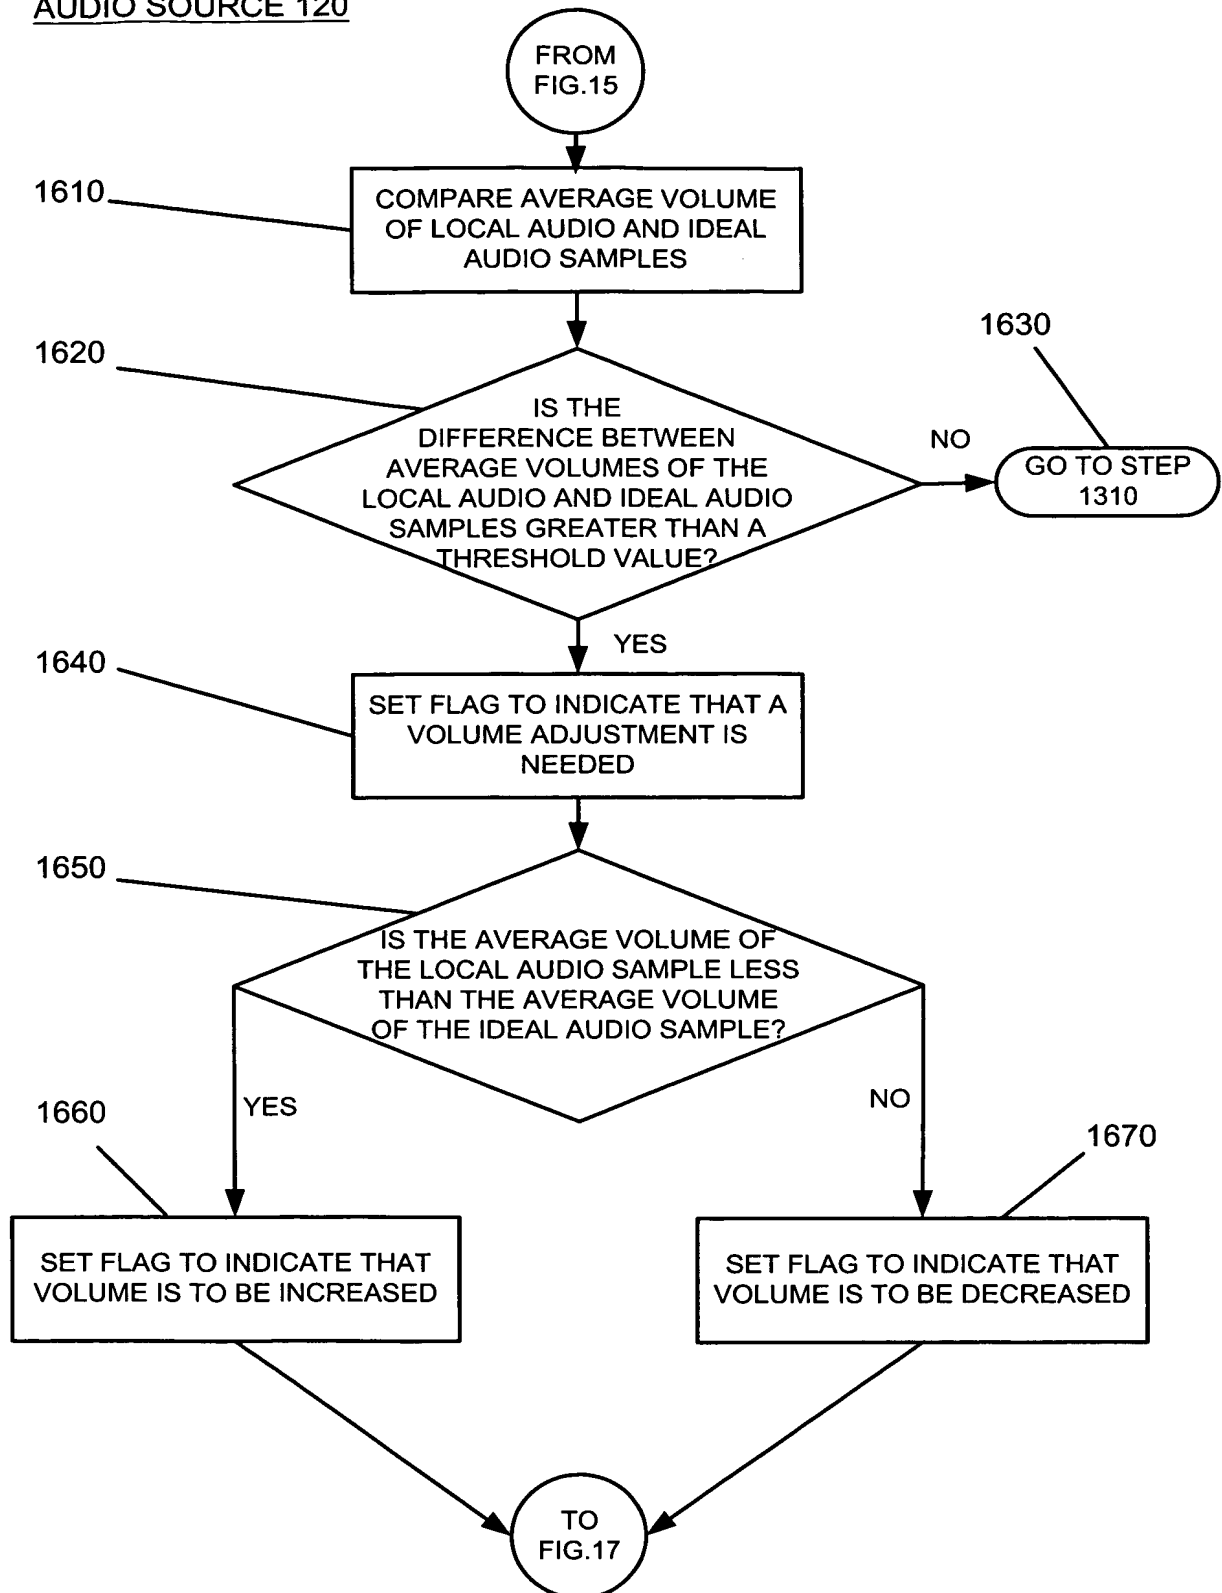 AUDIO SOURCE 120
FROM
FIG.15
1610
COMPARE AVERAGE VOLUME
OF LOCAL AUDIO AND IDEAL
AUDIO SAMPLES
1620
IS THE
DIFFERENCE BETWEEN
AVERAGE VOLUMES OF THE
LOCAL AUDIO AND IDEAL AUDIO
SAMPLES GREATER THAN A
THRESHOLD VALUE?
NO
1630
GO TO STEP
1310
YES
1640
SET FLAG TO INDICATE THAT A
VOLUME ADJUSTMENT IS
NEEDED
1650
IS THE AVERAGE VOLUME OF
THE LOCAL AUDIO SAMPLE LESS
THAN THE AVERAGE VOLUME
OF THE IDEAL AUDIO SAMPLE?
YES
NO
1660
SET FLAG TO INDICATE THAT
VOLUME IS TO BE INCREASED
1670
SET FLAG TO INDICATE THAT
VOLUME IS TO BE DECREASED
TO
FIG.17